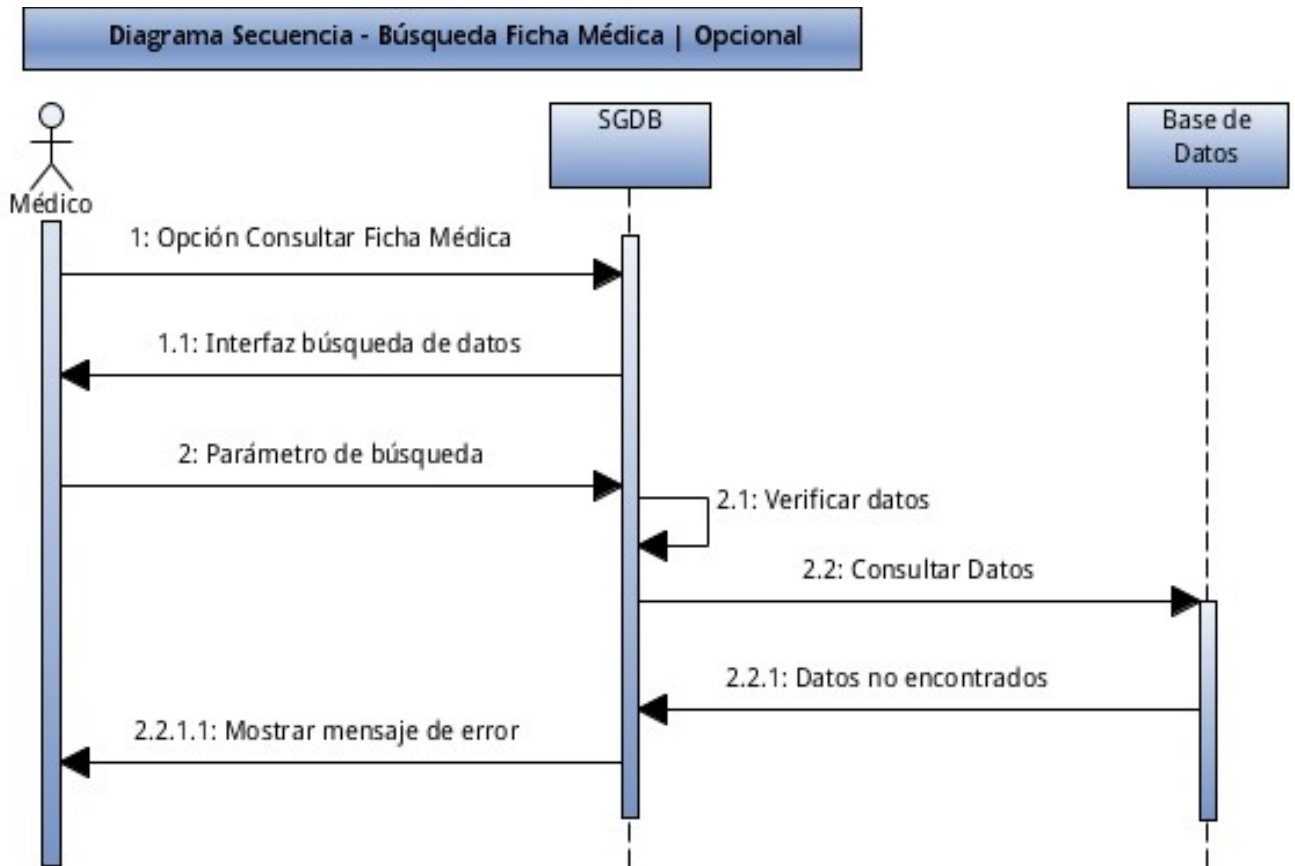 Diagrama Secuencia - Búsqueda Ficha Médica | Opcional
SGDB
Base de
Datos
Médico
1: Opción Consultar Ficha Médica
1.1: Interfaz búsqueda de datos
2: Parámetro de búsqueda
2.1: Verificar datos
2.2: Consultar Datos
2.2.1: Datos no encontrados
2.2.1.1: Mostrar mensaje de error